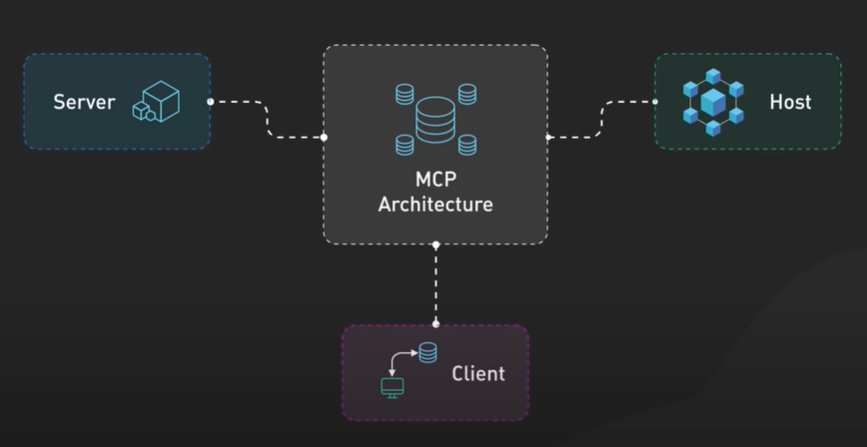 Server
MCP
Architecture
Host
Client